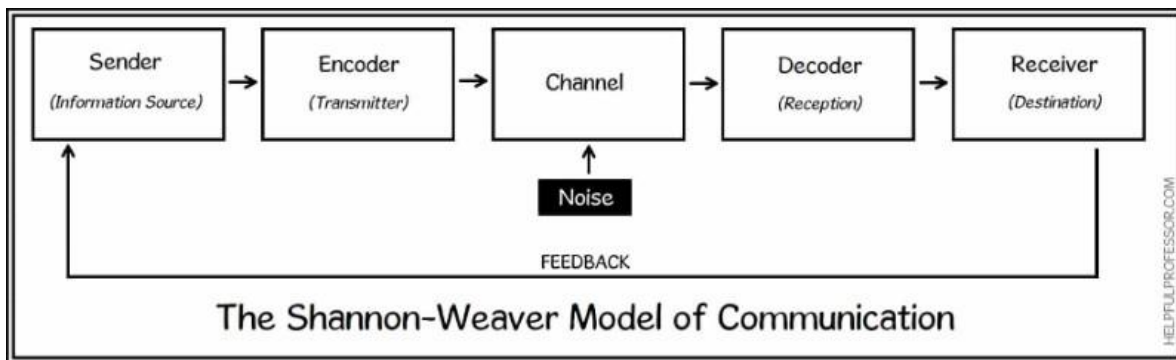 Sender
(Information Source)
Encoder
(Transmitter)
Channel
Decoder
(Reception)
Receiver
(Destination)
Noise
FEEDBACK
The Shannon-Weaver Model of Communication
HELPFULPROFESSOR.COM